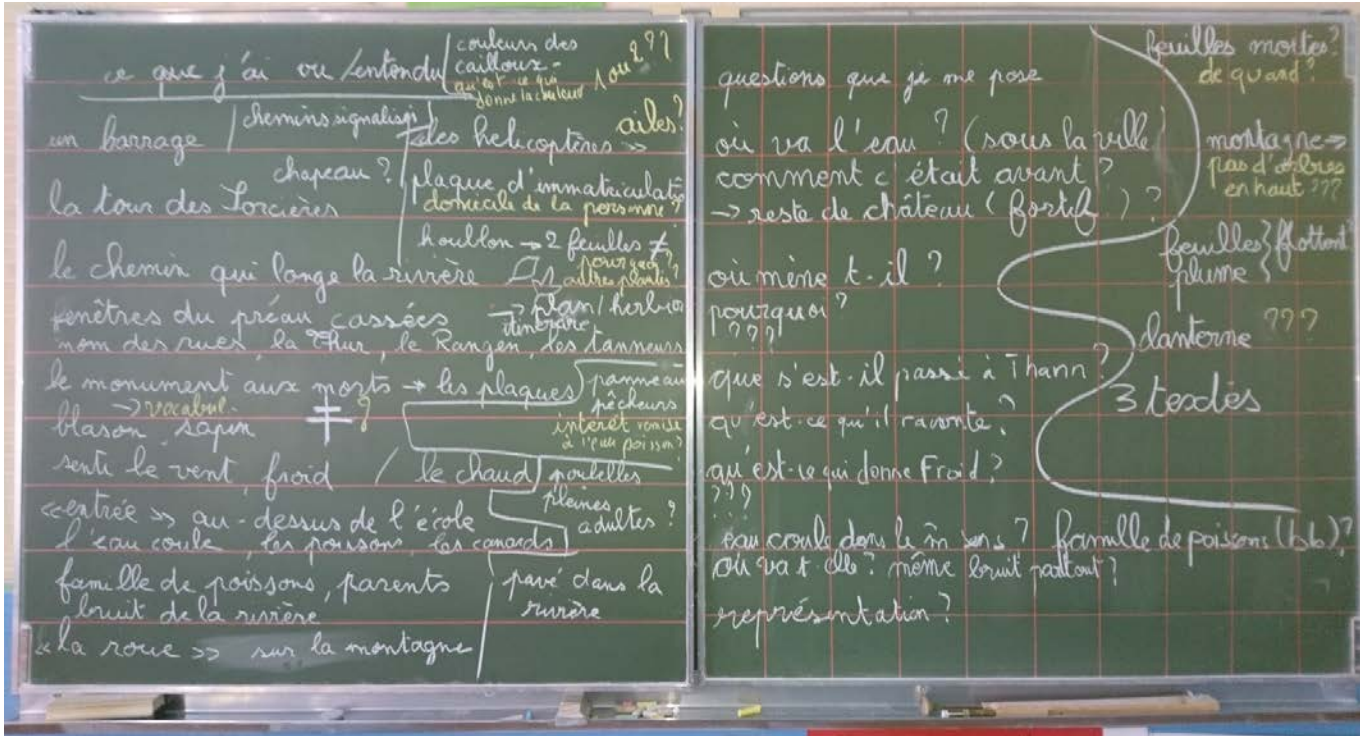 ce que j'ai vu / entendu
couleurs des
cailloux -
qu'est ce qui
donne la couleur
1 ou 2 ??
un barrage
chemins signalisés
« des helicoptères »
ailes?
chapeau ?
la tour des Sorcières
plaque d'immatriculat°
domicile de la personne ?
houblon → 2 feuilles ≠
pourquoi ?
autres plantes ?
le chemin qui longe la rivière
fenêtres du préau cassées
→ plan / herbier
itinéraire
nom des rues, la Thur, le Rangen, les tanneurs
le monument aux morts → les plaques
panneau
pêcheurs
intérêt remise
à l'eau poisson ?
→ vocabul.
blason, sapin
?
senti le vent, froid / le chaud
poubelles
pleines
adultes ?
« entrée » au-dessus de l'école
l'eau coule, les poissons, les canards
famille de poissons, parents
bruit de la rivière
pavé dans la
rivière
« la roue » sur la montagne
questions que je me pose
où va l'eau ? (sous la ville)
comment c'était avant ?
→ reste de château (fortif.) ?
où mène t-il ?
pourquoi ?
????
que s'est-il passé à Thann ?
qu'est-ce qu'il raconte ?
qu'est-ce qui donne Froid ?
???
eau coule dans le m̂ sens ? famille de poissons (bb) ?
où va t elle ? même bruit partout ?
représentation ?
feuilles mortes ?
de quand ?
montagne →
pas d'arbres
en haut ???
feuilles } flottent ?
plume
lanterne ???
3 textes